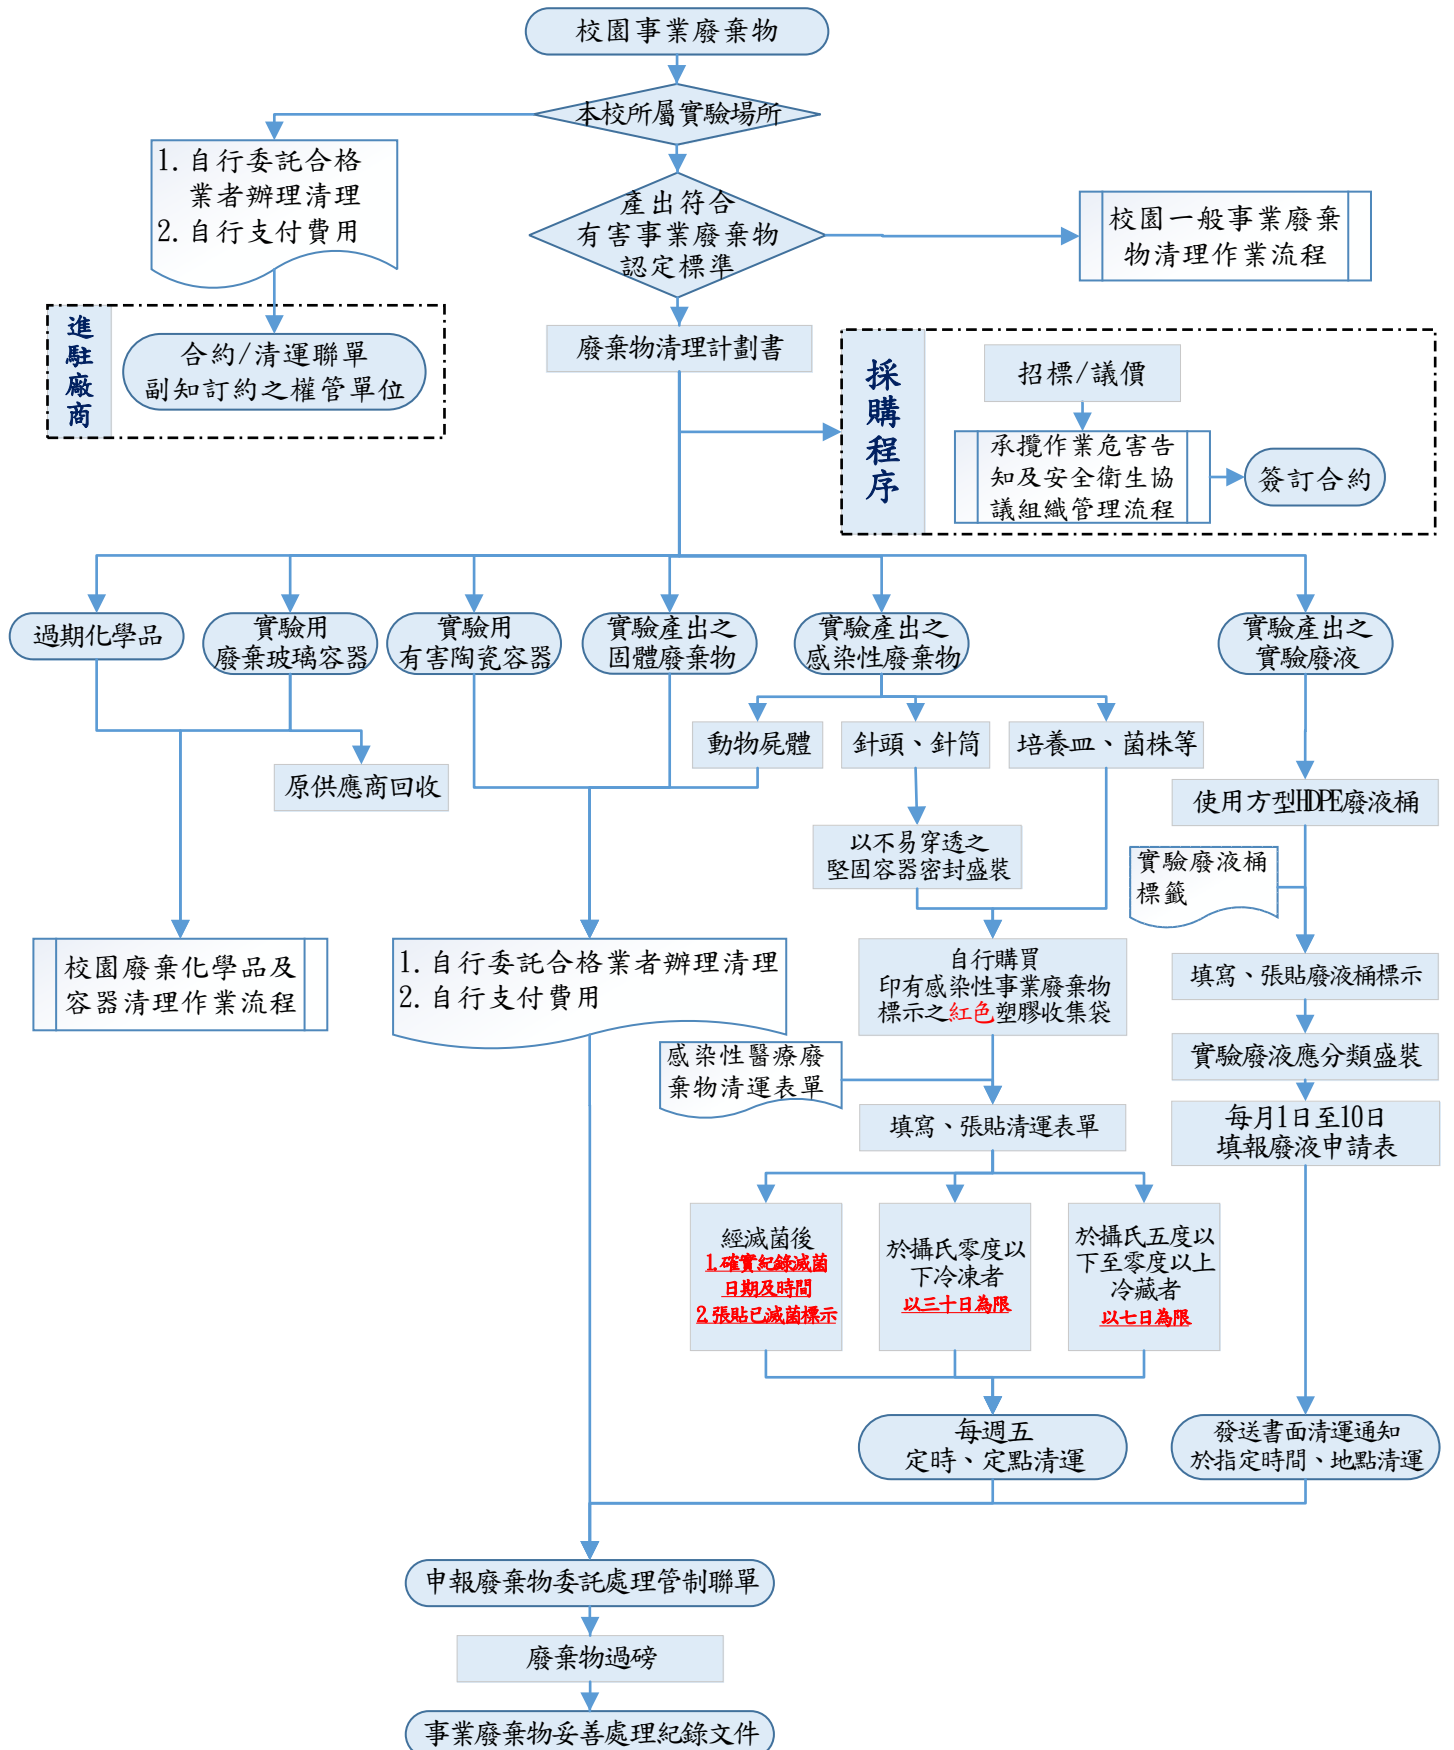 校園事業廢棄物
本校所屬實驗場所
1. 自行委託合格
業者辦理清理
2. 自行支付費用
產出符合
有害事業廢棄物
認定標準
校園一般事業廢棄
物清理作業流程
進駐廠商
合約/清運聯單
副知訂約之權管單位
廢棄物清理計劃書
採購程序
招標/議價
承攬作業危害告
知及安全衛生協
議組織管理流程
簽訂合約
過期化學品
實驗用
廢棄玻璃容器
實驗用
有害陶瓷容器
實驗產出之
固體廢棄物
實驗產出之
感染性廢棄物
實驗產出之
實驗廢液
動物屍體
針頭、針筒
培養皿、菌株等
原供應商回收
使用方型HDPE廢液桶
以不易穿透之
堅固容器密封盛裝
實驗廢液桶
標籤
校園廢棄化學品及
容器清理作業流程
1. 自行委託合格業者辦理清理
2. 自行支付費用
自行購買
印有感染性事業廢棄物
標示之紅色塑膠收集袋
填寫、張貼廢液桶標示
感染性醫療廢
棄物清運表單
實驗廢液應分類盛裝
填寫、張貼清運表單
每月1日至10日
填報廢液申請表
經滅菌後
1. 確實紀錄滅菌
日期及時間
2. 張貼已滅菌標示
於攝氏零度以
下冷凍者
以三十日為限
於攝氏五度以
下至零度以上
冷藏者
以七日為限
每週五
定時、定點清運
發送書面清運通知
於指定時間、地點清運
申報廢棄物委託處理管制聯單
廢棄物過磅
事業廢棄物妥善處理紀錄文件